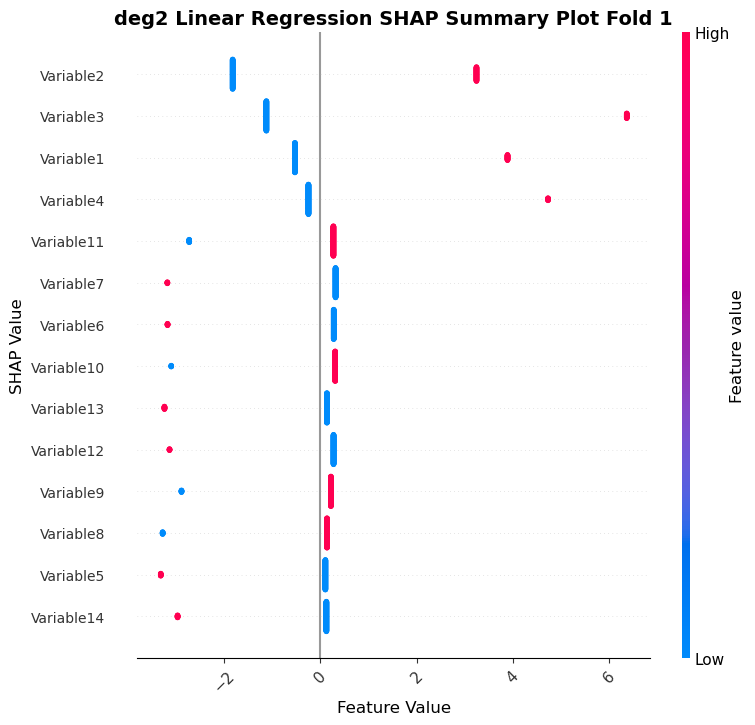 deg2 Linear Regression SHAP Summary Plot Fold 1
High
Variable2
Variable3
Variable1
Variable4
Variable11
Variable7
Variable6
Variable10
Variable13
Variable12
Variable9
Variable8
Variable5
Variable14
SHAP Value
Feature value
Low
−2
0
2
4
6
Feature Value